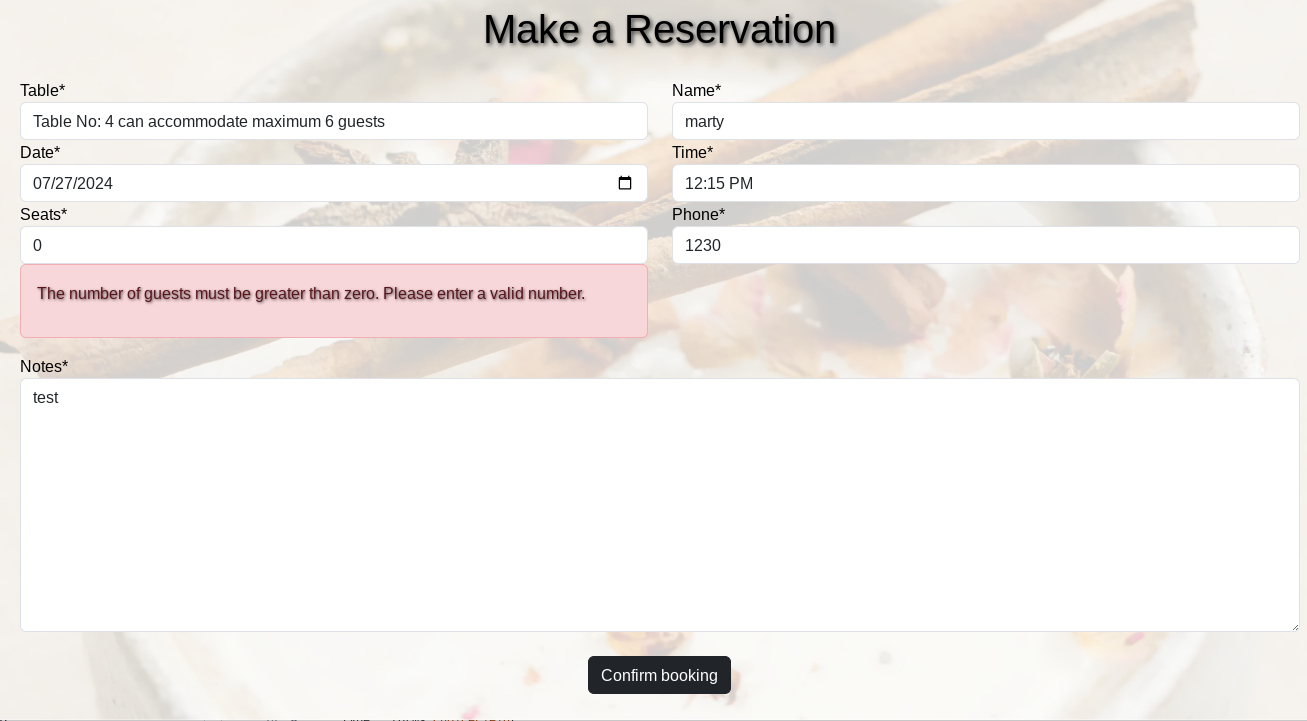 Make a Reservation
Table*
Name*
Table No: 4 can accommodate maximum 6 guests
marty
Date*
Time*
07/27/2024
12:15 PM
Seats*
Phone*
0
1230
The number of guests must be greater than zero. Please enter a valid number.
Notes*
test
Confirm booking